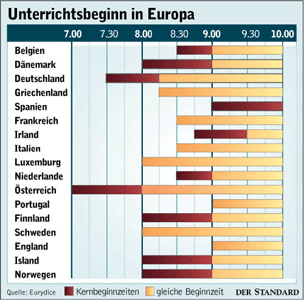 Unterrichtsbeginn in Europa
7.00 7.30 8.00 8.30 9.00 9.30 10.00
Belgien
Dänemark
Deutschland
Griechenland
Spanien
Frankreich
Irland
Italien
Luxemburg
Niederlande
Österreich
Portugal
Finnland
Schweden
England
Island
Norwegen
Quelle: Eurydice Kernbeginnzeiten gleiche Beginnzeit DER STANDARD